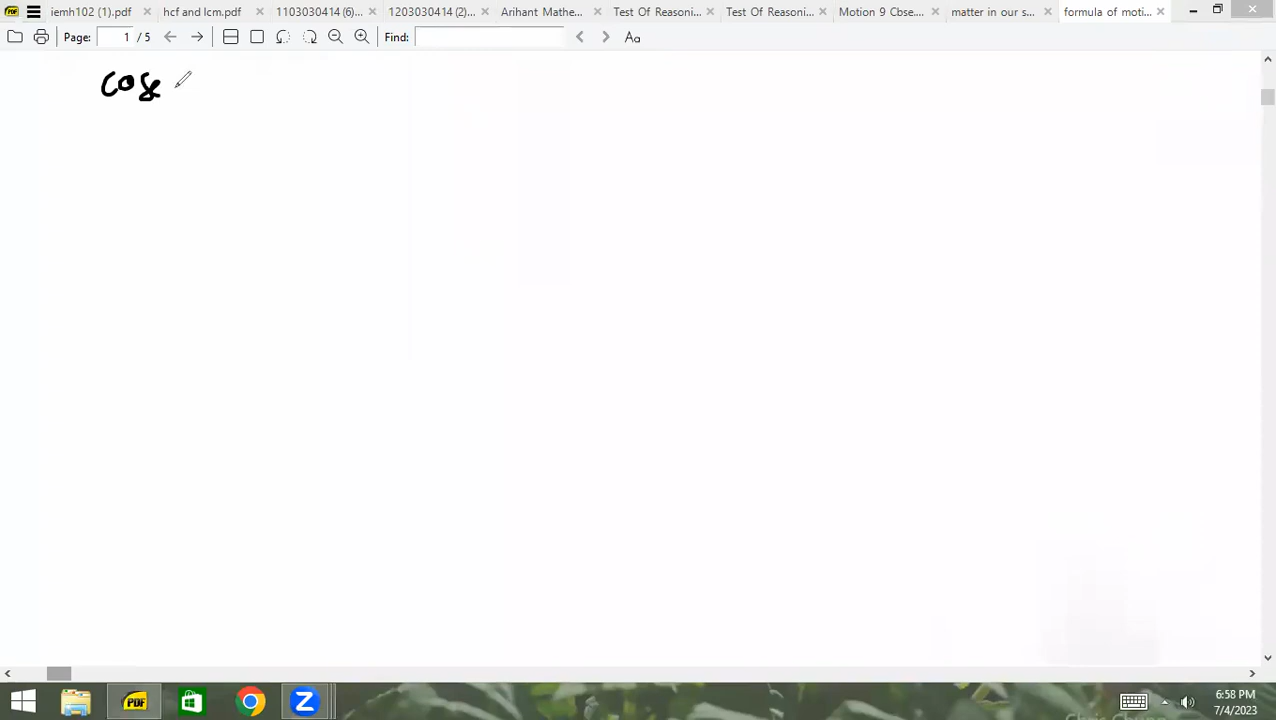 iemh102 (1).pdf hcf and lcm.pdf 1103030414 (6)... 1203030414 (2)... Arihant Mathe... Test Of Reasoni... Test Of Reasoni... Motion 9 Cbse... matter in our s... formula of moti...
Page: 1 / 5 Find: Aa
cos
PDF Z 6:58 PM
7/4/2023